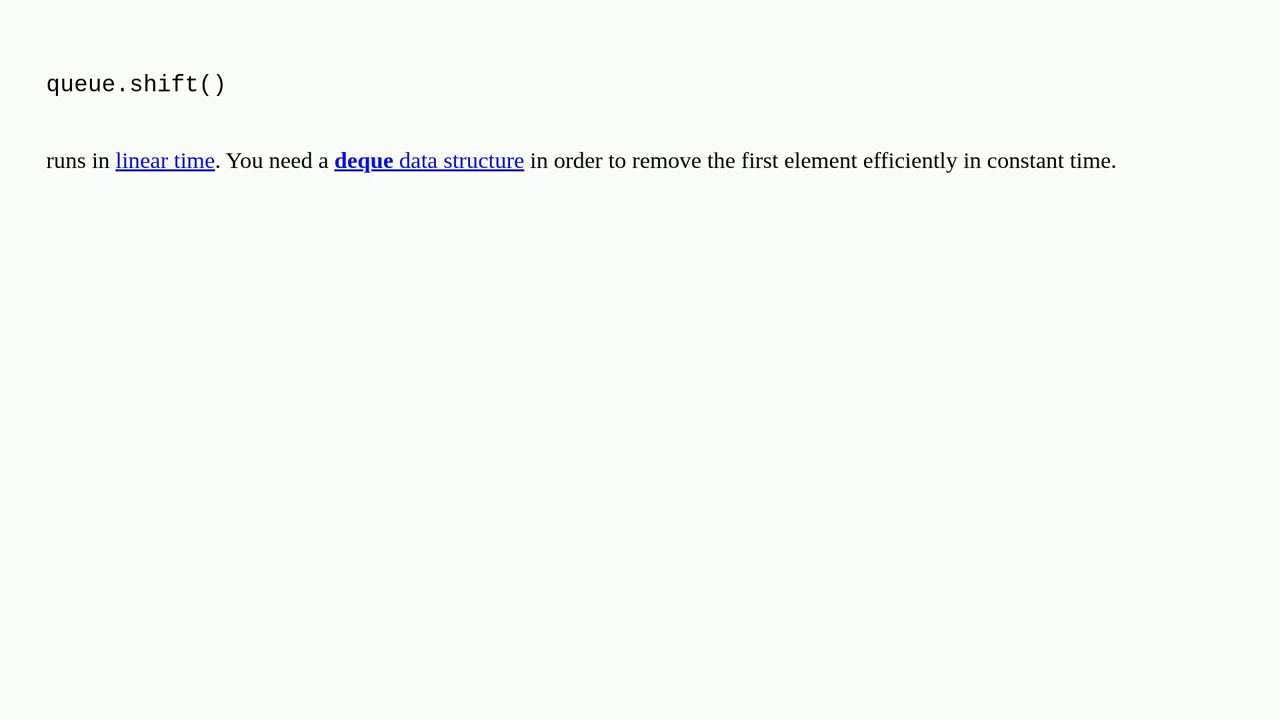 queue.shift()
runs in linear time. You need a deque data structure in order to remove the first element efficiently in constant time.